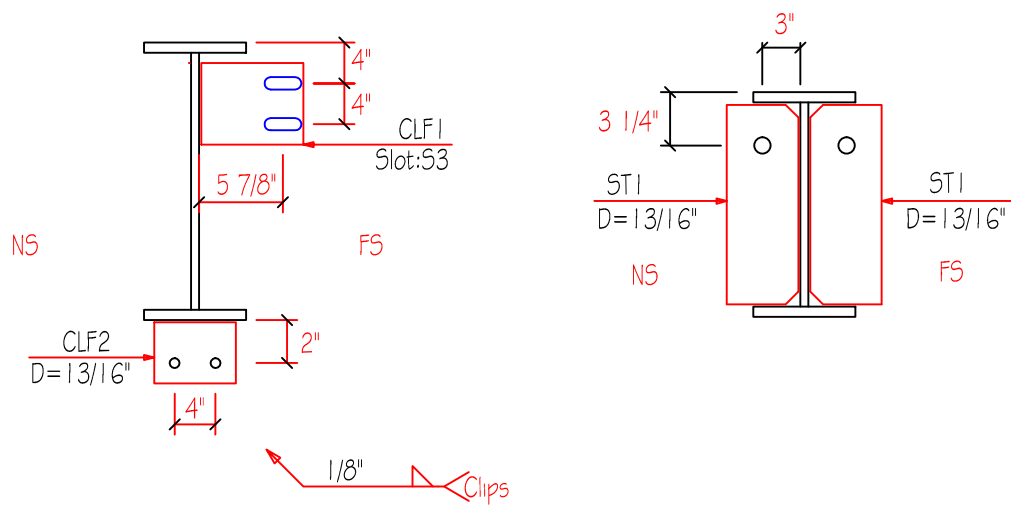 3"
4"
4"
3 1/4"
CLF1
Slot:S3
5 7/8"
ST1
D=13/16"
ST1
D=13/16"
NS
FS
NS
FS
CLF2
D=13/16"
2"
4"
1/8"
Clips